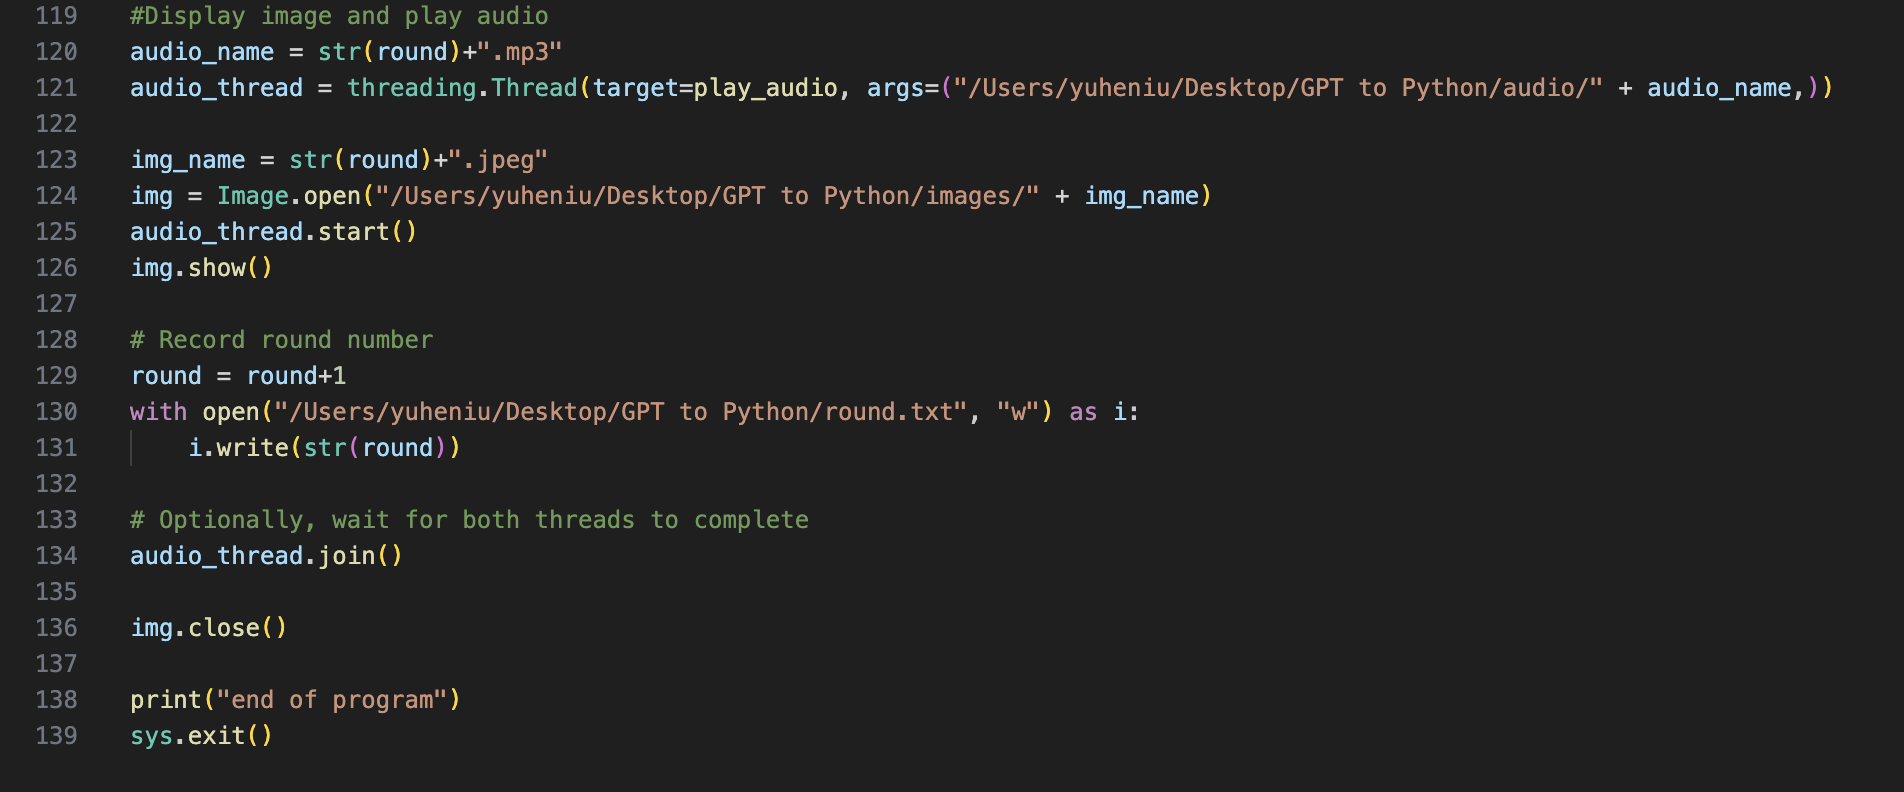 119 #Display image and play audio
120 audio_name = str(round)+".mp3"
121 audio_thread = threading.Thread(target=play_audio, args=("/Users/yuheniu/Desktop/GPT to Python/audio/" + audio_name,))
122
123 img_name = str(round)+".jpeg"
124 img = Image.open("/Users/yuheniu/Desktop/GPT to Python/images/" + img_name)
125 audio_thread.start()
126 img.show()
127
128 # Record round number
129 round = round+1
130 with open("/Users/yuheniu/Desktop/GPT to Python/round.txt", "w") as i:
131     i.write(str(round))
132
133 # Optionally, wait for both threads to complete
134 audio_thread.join()
135
136 img.close()
137
138 print("end of program")
139 sys.exit()